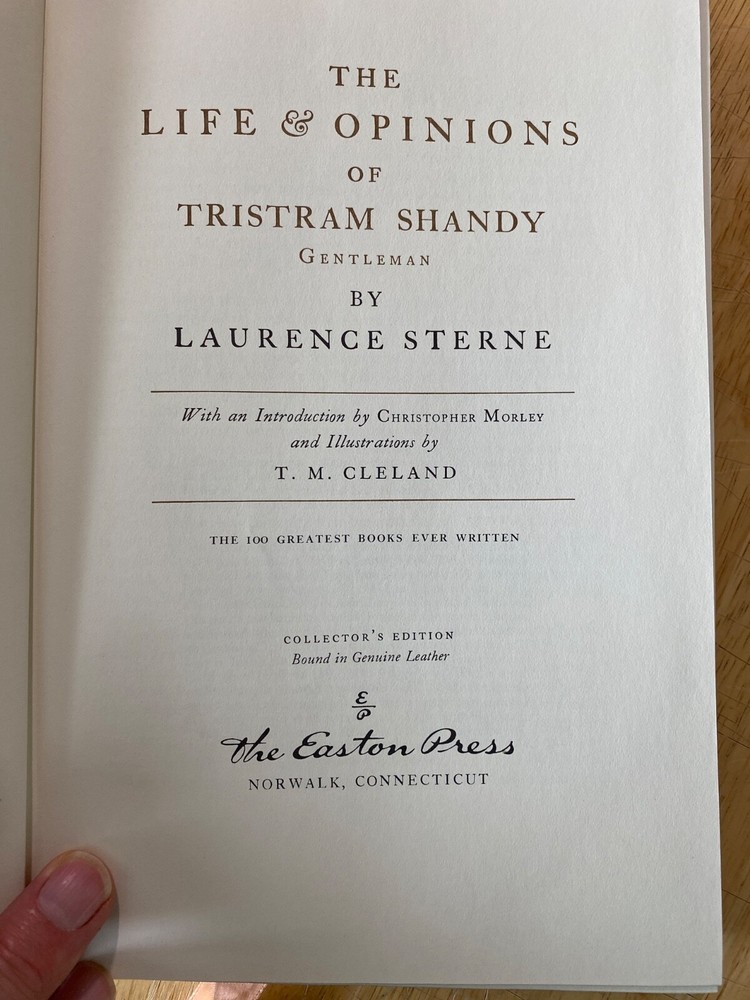 THE
LIFE & OPINIONS
OF
TRISTRAM SHANDY
GENTLEMAN
BY
LAURENCE STERNE
With an Introduction by CHRISTOPHER MORLEY
and Illustrations by
T. M. CLELAND
THE 100 GREATEST BOOKS EVER WRITTEN
COLLECTOR'S EDITION
Bound in Genuine Leather
E
P
The Easton Press
NORWALK, CONNECTICUT